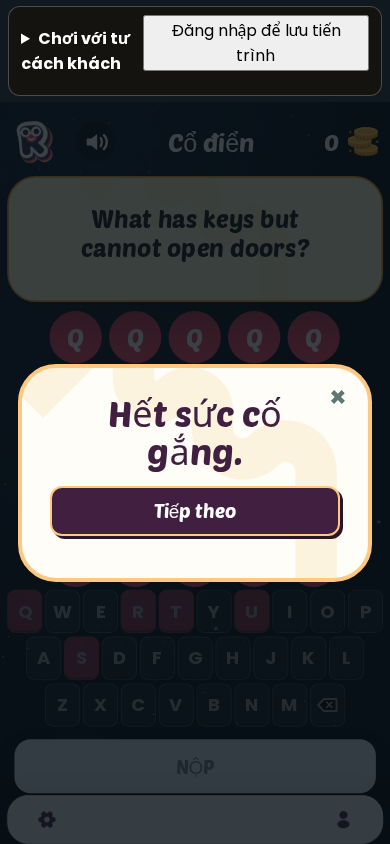 ▶ Chơi với tư
cách khách
Đăng nhập để lưu tiến
trình
Cổ điển
0
What has keys but
cannot open doors?
Q Q Q Q Q
Hết sức cố
gắng.
Tiếp theo
Q W E R T Y U I O P
A S D F G H J K L
Z X C V B N M
NỘP